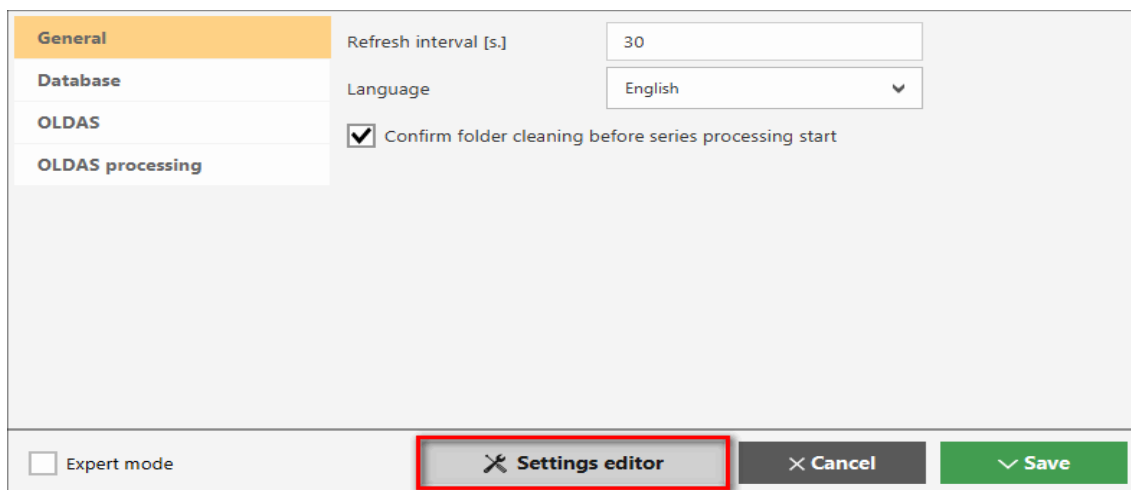 General
Database
OLDAS
OLDAS processing
Refresh interval [s.] 30
Language English
Confirm folder cleaning before series processing start
Expert mode Settings editor Cancel Save